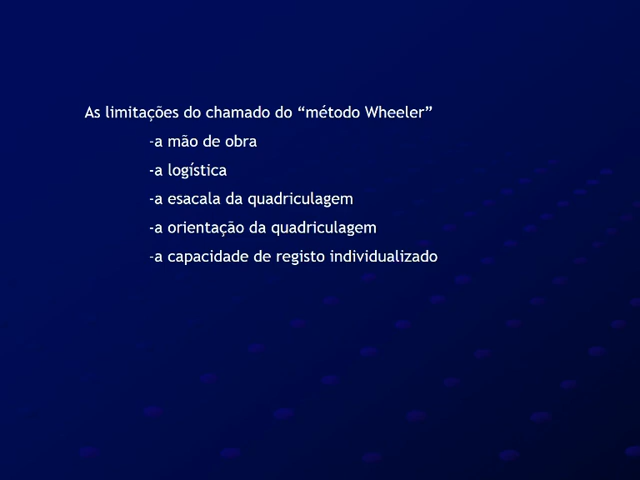 As limitações do chamado do “método Wheeler”
-a mão de obra
-a logística
-a esacala da quadriculagem
-a orientação da quadriculagem
-a capacidade de registo individualizado